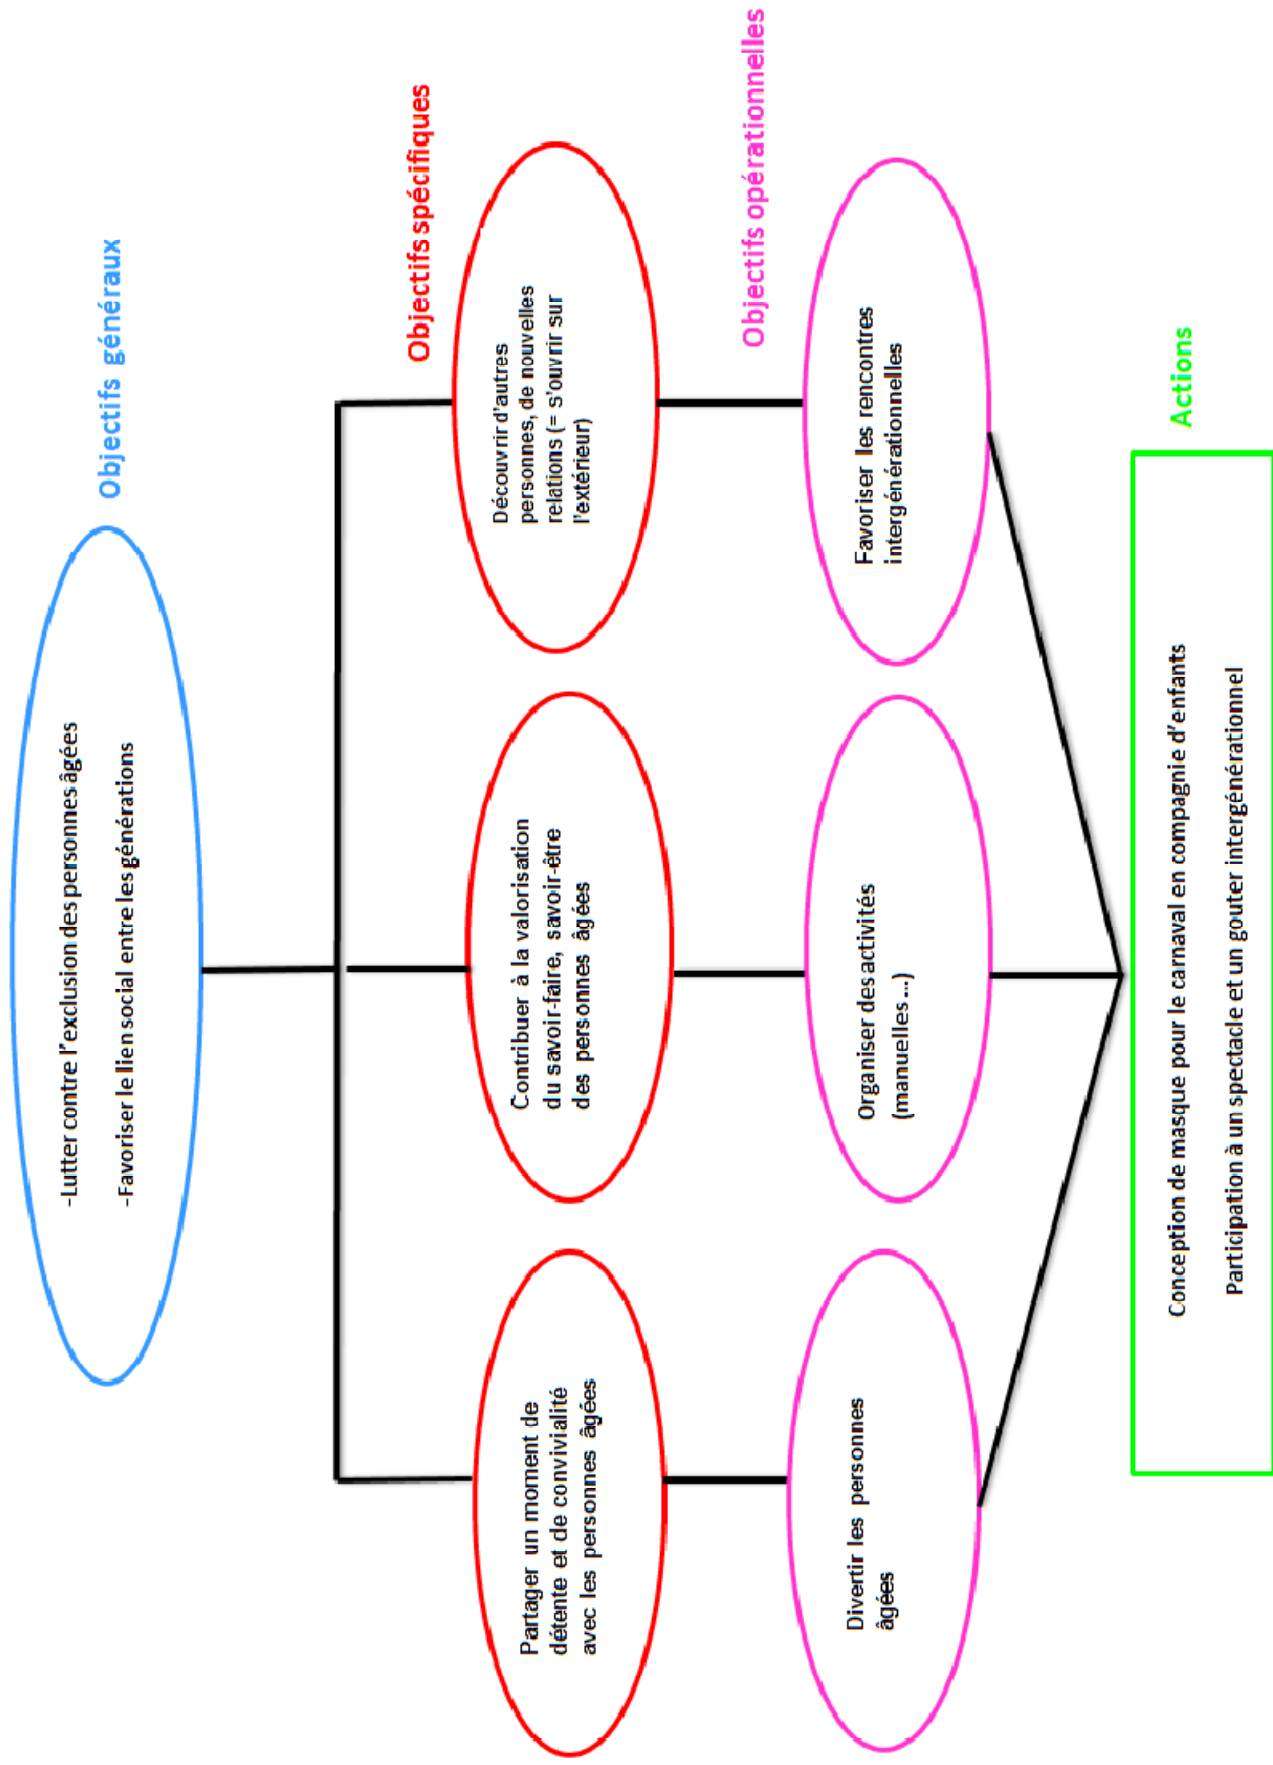 Objectifs généraux
-Lutter contre l'exclusion des personnes âgées
-Favoriser le lien social entre les générations
Objectifs spécifiques
Partager un moment de
détente et de convivialité
avec les personnes âgées
Contribuer à la valorisation
du savoir-faire, savoir-être
des personnes âgées
Découvrir d'autres
personnes, de nouvelles
relations (= s'ouvrir sur
l'extérieur)
Objectifs opérationnelles
Divertir les personnes
âgées
Organiser des activités
(manuelles ...)
Favoriser les rencontres
intergénérationnelles
Actions
Conception de masque pour le carnaval en compagnie d'enfants
Participation à un spectacle et un gouter intergénérationnel